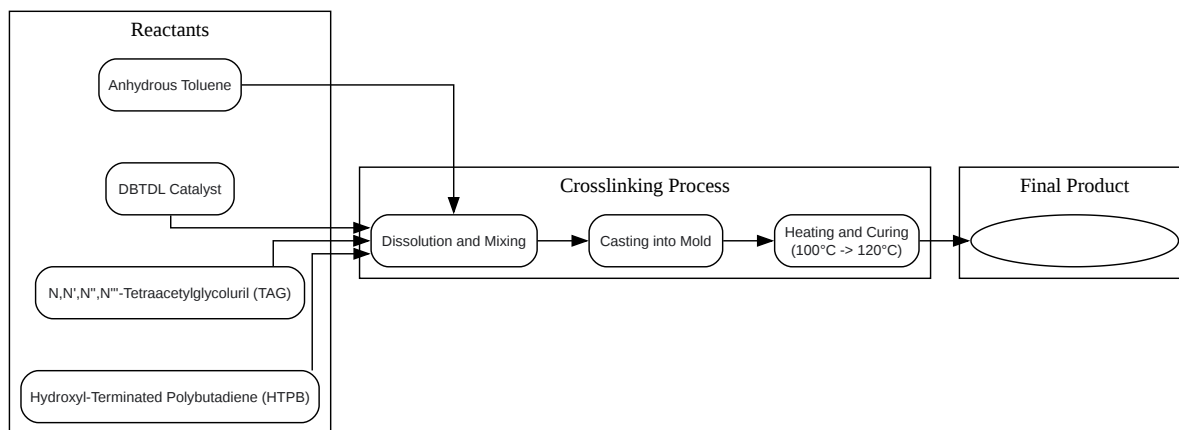 Reactants
Anhydrous Toluene
DBTDL Catalyst
N,N',N'',N'''-Tetraacetylglycoluril (TAG)
Hydroxyl-Terminated Polybutadiene (HTPB)
Crosslinking Process
Dissolution and Mixing
Casting into Mold
Heating and Curing
(100°C -> 120°C)
Final Product